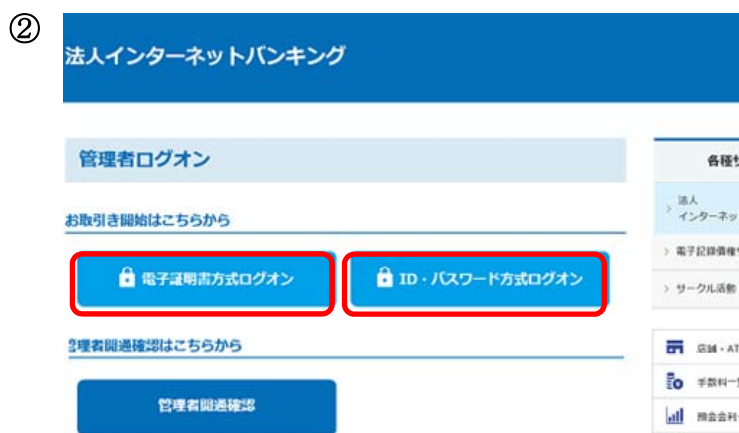 ②
法人インターネットバンキング
管理者ログオン
お取引き開始はこちらから
電子証明書方式ログオン
ID・パスワード方式ログオン
管理者開通確認はこちらから
管理者開通確認
各種
法人
インターネッ
電子記録債権
サークル活動
店舗・AT
手数料一